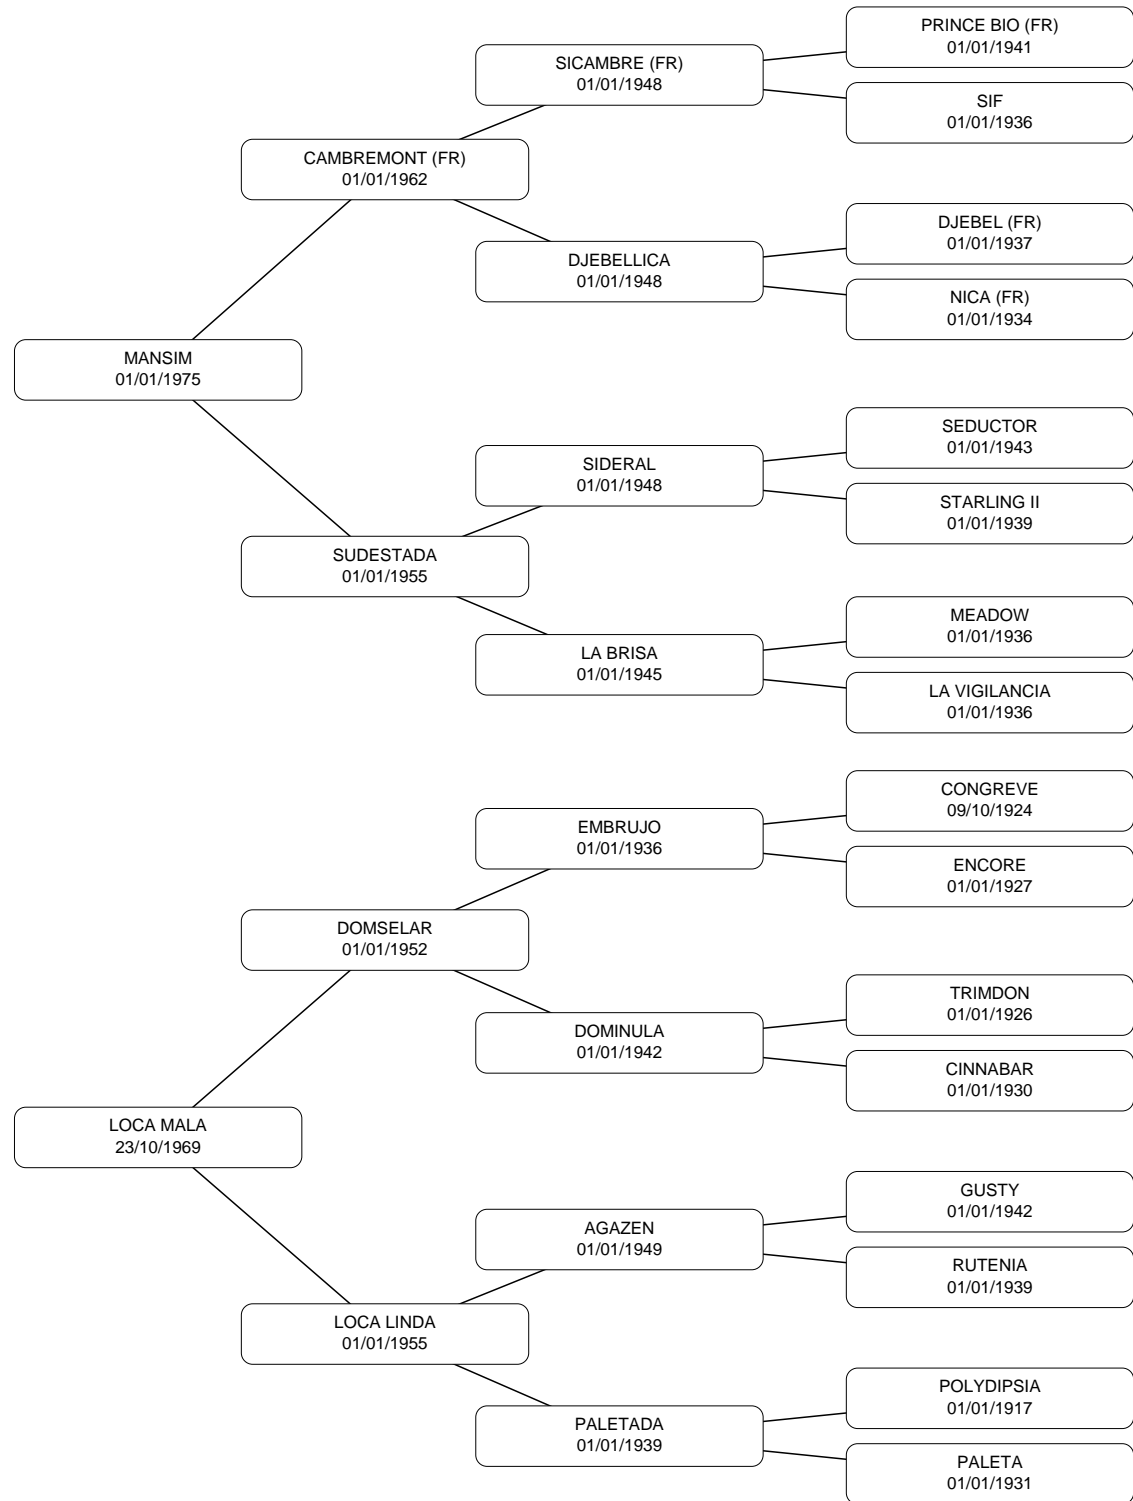 PRINCE BIO (FR)
01/01/1941
SICAMBRE (FR)
01/01/1948
SIF
01/01/1936
CAMBREMONT (FR)
01/01/1962
DJEBEL (FR)
01/01/1937
DJEBELLICA
01/01/1948
NICA (FR)
01/01/1934
MANSIM
01/01/1975
SEDUCTOR
01/01/1943
SIDERAL
01/01/1948
STARLING II
01/01/1939
SUDESTADA
01/01/1955
MEADOW
01/01/1936
LA BRISA
01/01/1945
LA VIGILANCIA
01/01/1936
CONGREVE
09/10/1924
EMBRUJO
01/01/1936
ENCORE
01/01/1927
DOMSELAR
01/01/1952
TRIMDON
01/01/1926
DOMINULA
01/01/1942
CINNABAR
01/01/1930
LOCA MALA
23/10/1969
GUSTY
01/01/1942
AGAZEN
01/01/1949
RUTENIA
01/01/1939
LOCA LINDA
01/01/1955
POLYDIPSIA
01/01/1917
PALETADA
01/01/1939
PALETA
01/01/1931